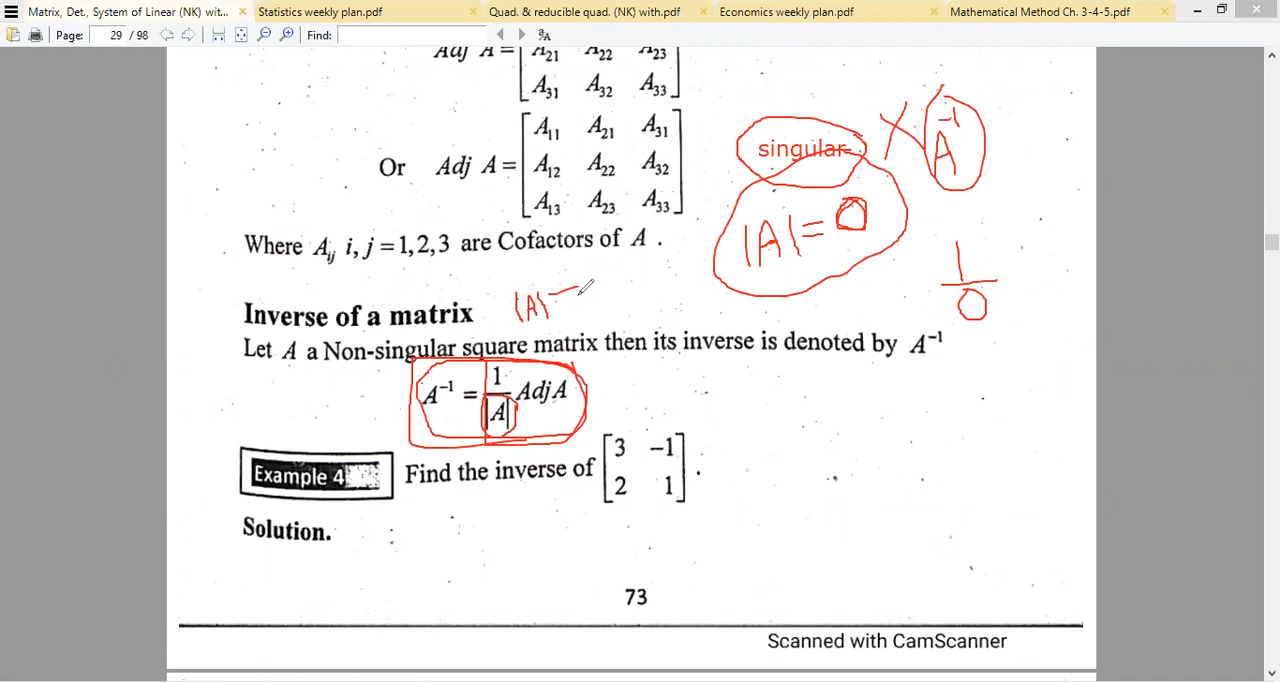 Matrix, Det., System of Linear (NK) wit... Statistics weekly plan.pdf Quad. & reducible quad. (NK) with.pdf Economics weekly plan.pdf Mathematical Method Ch. 3-4-5.pdf
Page: 29 / 98 Find:
Adj A = [A21 A22 A23
A31 A32 A33]
Or Adj A = [A11 A21 A31
A12 A22 A32
A13 A23 A33]
singular
A⁻¹
|A| = 0
1/0
Where Aij i, j = 1,2,3 are Cofactors of A .
Inverse of a matrix |A|
Let A a Non-singular square matrix then its inverse is denoted by A⁻¹
A⁻¹ = 1/|A| Adj A
Example 4 Find the inverse of [3 −1
2 1] .
Solution.
73
Scanned with CamScanner